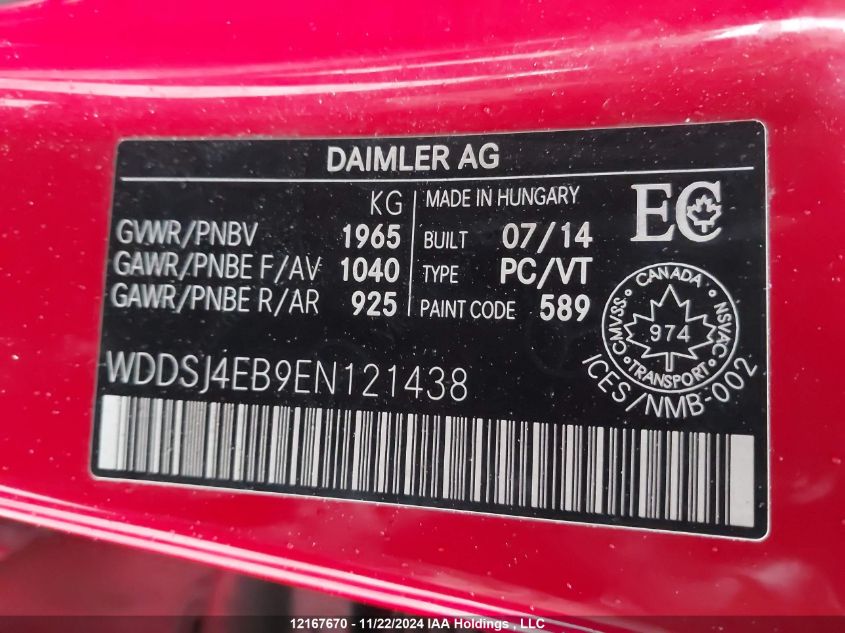 DAIMLER AG
KG
GVWR/PNBV 1965
GAWR/PNBE F/AV 1040
GAWR/PNBE R/AR 925
MADE IN HUNGARY
BUILT 07/14
TYPE PC/VT
PAINT CODE 589
EC
CANADA
CMVSS 974 NSVAC
TRANSPORT
ICES/NMB-002
WDDSJ4EB9EN121438
12167670 - 11/22/2024 IAA Holdings , LLC